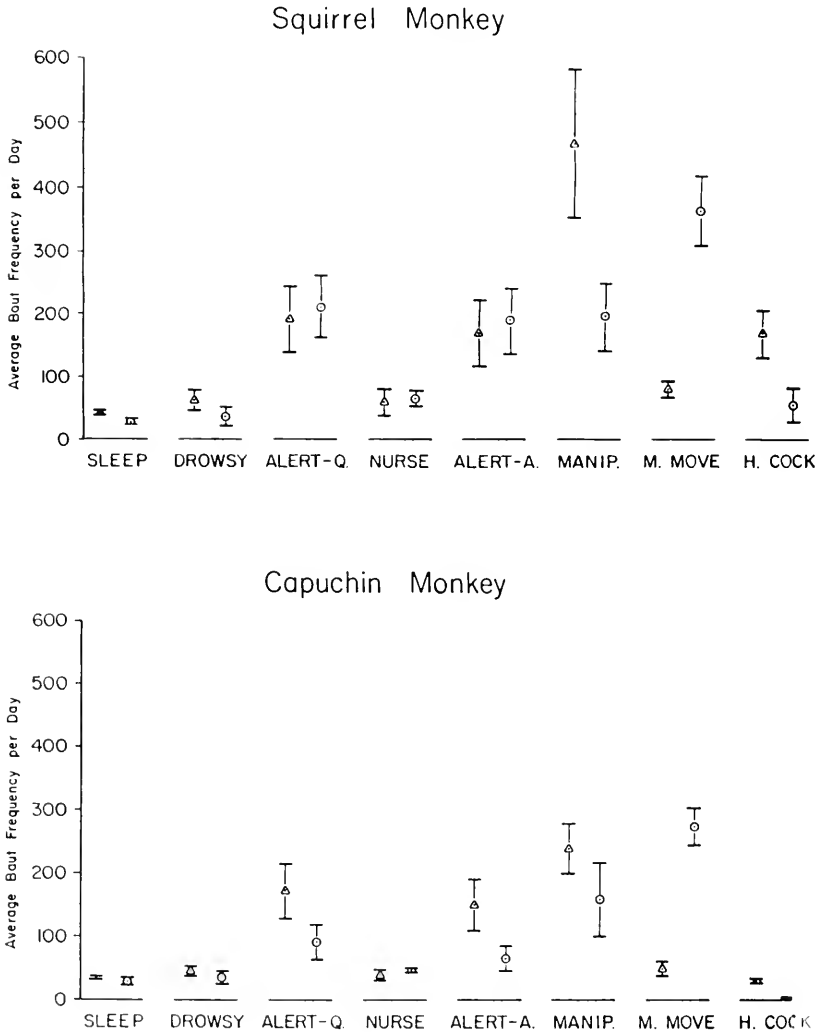 Squirrel Monkey
Average Bout Frequency per Day
600
500
400
300
200
100
0
SLEEP DROWSY ALERT-Q. NURSE ALERT-A. MANIP. M. MOVE H. COCK
Capuchin Monkey
Average Bout Frequency per Day
600
500
400
300
200
100
0
SLEEP DROWSY ALERT-Q. NURSE ALERT-A. MANIP. M. MOVE H. COCK